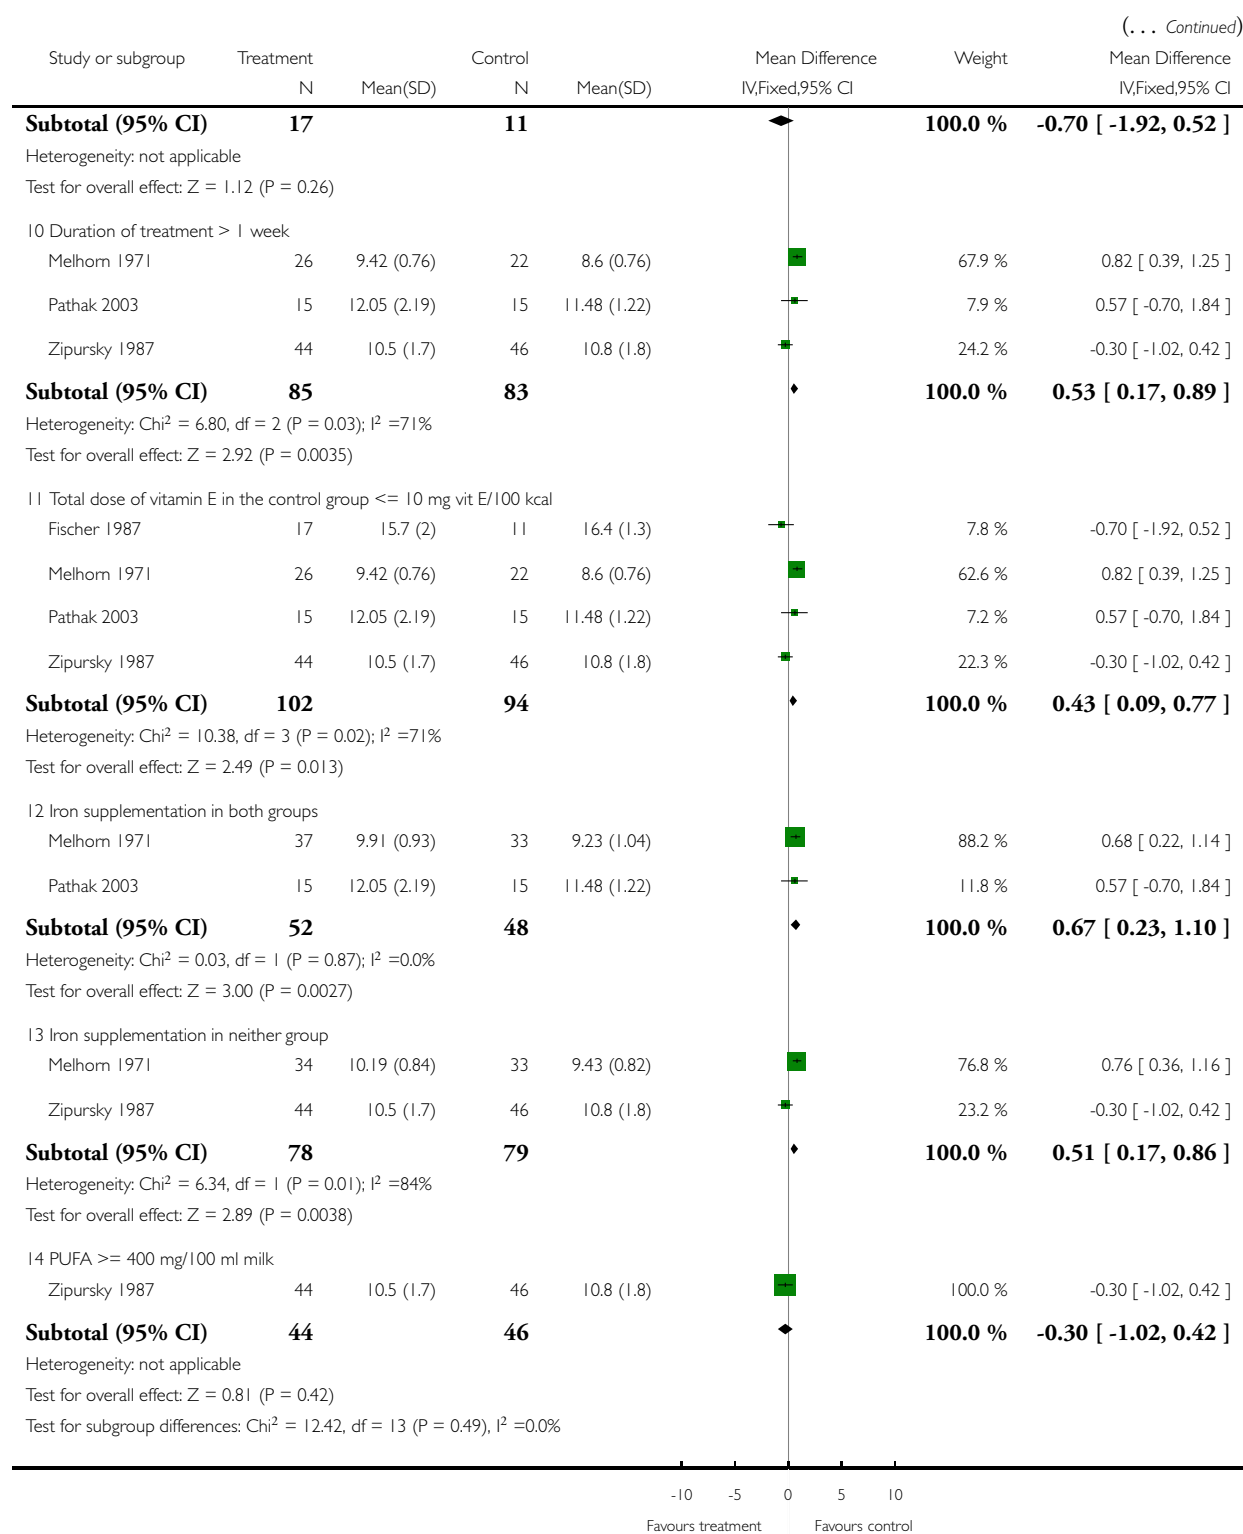 (. . . Continued)
Study or subgroup Treatment Control Mean Difference Weight Mean Difference
N Mean(SD) N Mean(SD) IV,Fixed,95% CI IV,Fixed,95% CI
Subtotal (95% CI) 17 11 100.0 % -0.70 [ -1.92, 0.52 ]
Heterogeneity: not applicable
Test for overall effect: Z = 1.12 (P = 0.26)
10 Duration of treatment > 1 week
Melhorn 1971 26 9.42 (0.76) 22 8.6 (0.76) 67.9 % 0.82 [ 0.39, 1.25 ]
Pathak 2003 15 12.05 (2.19) 15 11.48 (1.22) 7.9 % 0.57 [ -0.70, 1.84 ]
Zipursky 1987 44 10.5 (1.7) 46 10.8 (1.8) 24.2 % -0.30 [ -1.02, 0.42 ]
Subtotal (95% CI) 85 83 100.0 % 0.53 [ 0.17, 0.89 ]
Heterogeneity: Chi² = 6.80, df = 2 (P = 0.03); I² =71%
Test for overall effect: Z = 2.92 (P = 0.0035)
11 Total dose of vitamin E in the control group <= 10 mg vit E/100 kcal
Fischer 1987 17 15.7 (2) 11 16.4 (1.3) 7.8 % -0.70 [ -1.92, 0.52 ]
Melhorn 1971 26 9.42 (0.76) 22 8.6 (0.76) 62.6 % 0.82 [ 0.39, 1.25 ]
Pathak 2003 15 12.05 (2.19) 15 11.48 (1.22) 7.2 % 0.57 [ -0.70, 1.84 ]
Zipursky 1987 44 10.5 (1.7) 46 10.8 (1.8) 22.3 % -0.30 [ -1.02, 0.42 ]
Subtotal (95% CI) 102 94 100.0 % 0.43 [ 0.09, 0.77 ]
Heterogeneity: Chi² = 10.38, df = 3 (P = 0.02); I² =71%
Test for overall effect: Z = 2.49 (P = 0.013)
12 Iron supplementation in both groups
Melhorn 1971 37 9.91 (0.93) 33 9.23 (1.04) 88.2 % 0.68 [ 0.22, 1.14 ]
Pathak 2003 15 12.05 (2.19) 15 11.48 (1.22) 11.8 % 0.57 [ -0.70, 1.84 ]
Subtotal (95% CI) 52 48 100.0 % 0.67 [ 0.23, 1.10 ]
Heterogeneity: Chi² = 0.03, df = 1 (P = 0.87); I² =0.0%
Test for overall effect: Z = 3.00 (P = 0.0027)
13 Iron supplementation in neither group
Melhorn 1971 34 10.19 (0.84) 33 9.43 (0.82) 76.8 % 0.76 [ 0.36, 1.16 ]
Zipursky 1987 44 10.5 (1.7) 46 10.8 (1.8) 23.2 % -0.30 [ -1.02, 0.42 ]
Subtotal (95% CI) 78 79 100.0 % 0.51 [ 0.17, 0.86 ]
Heterogeneity: Chi² = 6.34, df = 1 (P = 0.01); I² =84%
Test for overall effect: Z = 2.89 (P = 0.0038)
14 PUFA >= 400 mg/100 ml milk
Zipursky 1987 44 10.5 (1.7) 46 10.8 (1.8) 100.0 % -0.30 [ -1.02, 0.42 ]
Subtotal (95% CI) 44 46 100.0 % -0.30 [ -1.02, 0.42 ]
Heterogeneity: not applicable
Test for overall effect: Z = 0.81 (P = 0.42)
Test for subgroup differences: Chi² = 12.42, df = 13 (P = 0.49), I² =0.0%
-10 -5 0 5 10
Favours treatment Favours control